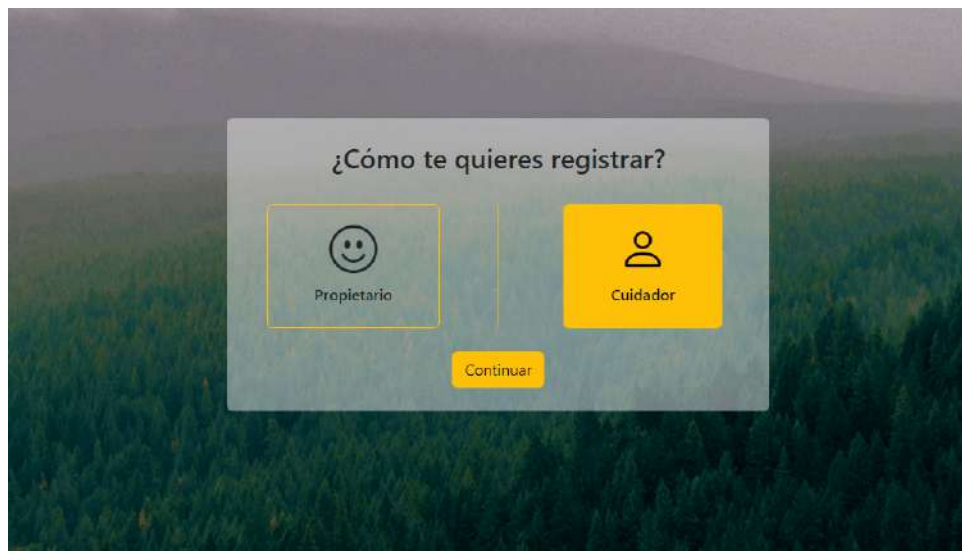 ¿Cómo te quieres registrar?
Propietario
Cuidador
Continuar